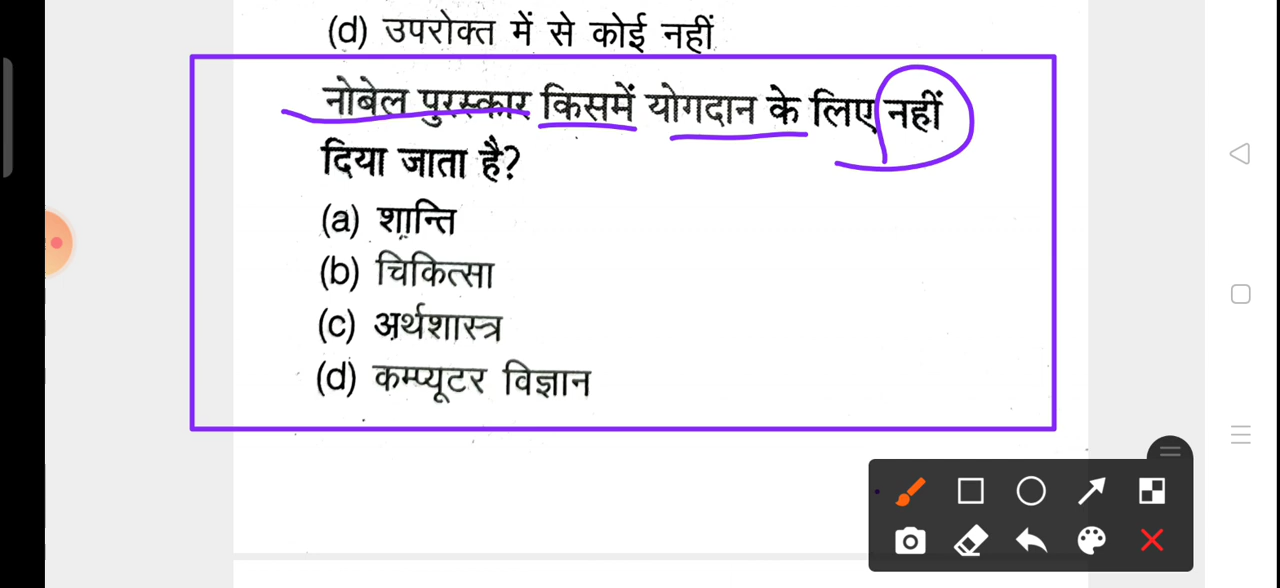 (d) उपरोक्त में से कोई नहीं
नोबेल पुरस्कार किसमें योगदान के लिए नहीं
दिया जाता है?
(a) शान्ति
(b) चिकित्सा
(c) अर्थशास्त्र
(d) कम्प्यूटर विज्ञान